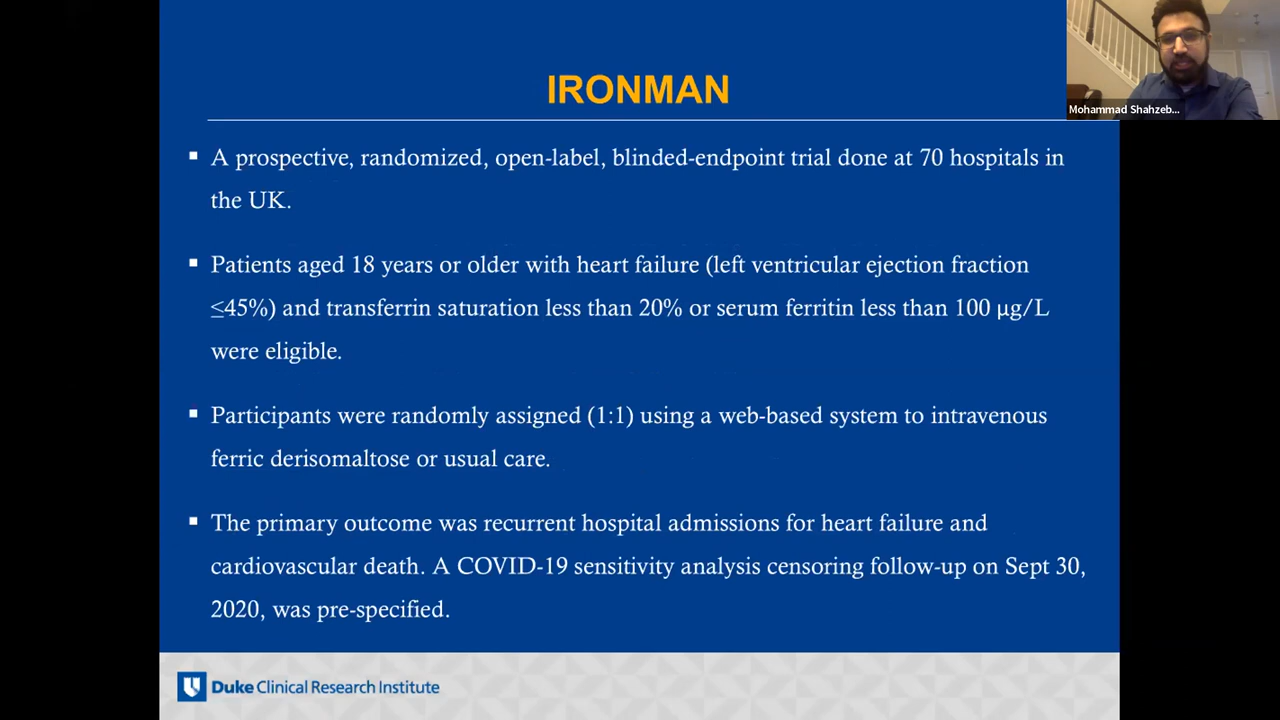 IRONMAN
Mohammad Shahzeb...
▪ A prospective, randomized, open-label, blinded-endpoint trial done at 70 hospitals in
the UK.
▪ Patients aged 18 years or older with heart failure (left ventricular ejection fraction
≤45%) and transferrin saturation less than 20% or serum ferritin less than 100 μg/L
were eligible.
▪ Participants were randomly assigned (1:1) using a web-based system to intravenous
ferric derisomaltose or usual care.
▪ The primary outcome was recurrent hospital admissions for heart failure and
cardiovascular death. A COVID-19 sensitivity analysis censoring follow-up on Sept 30,
2020, was pre-specified.
Duke Clinical Research Institute